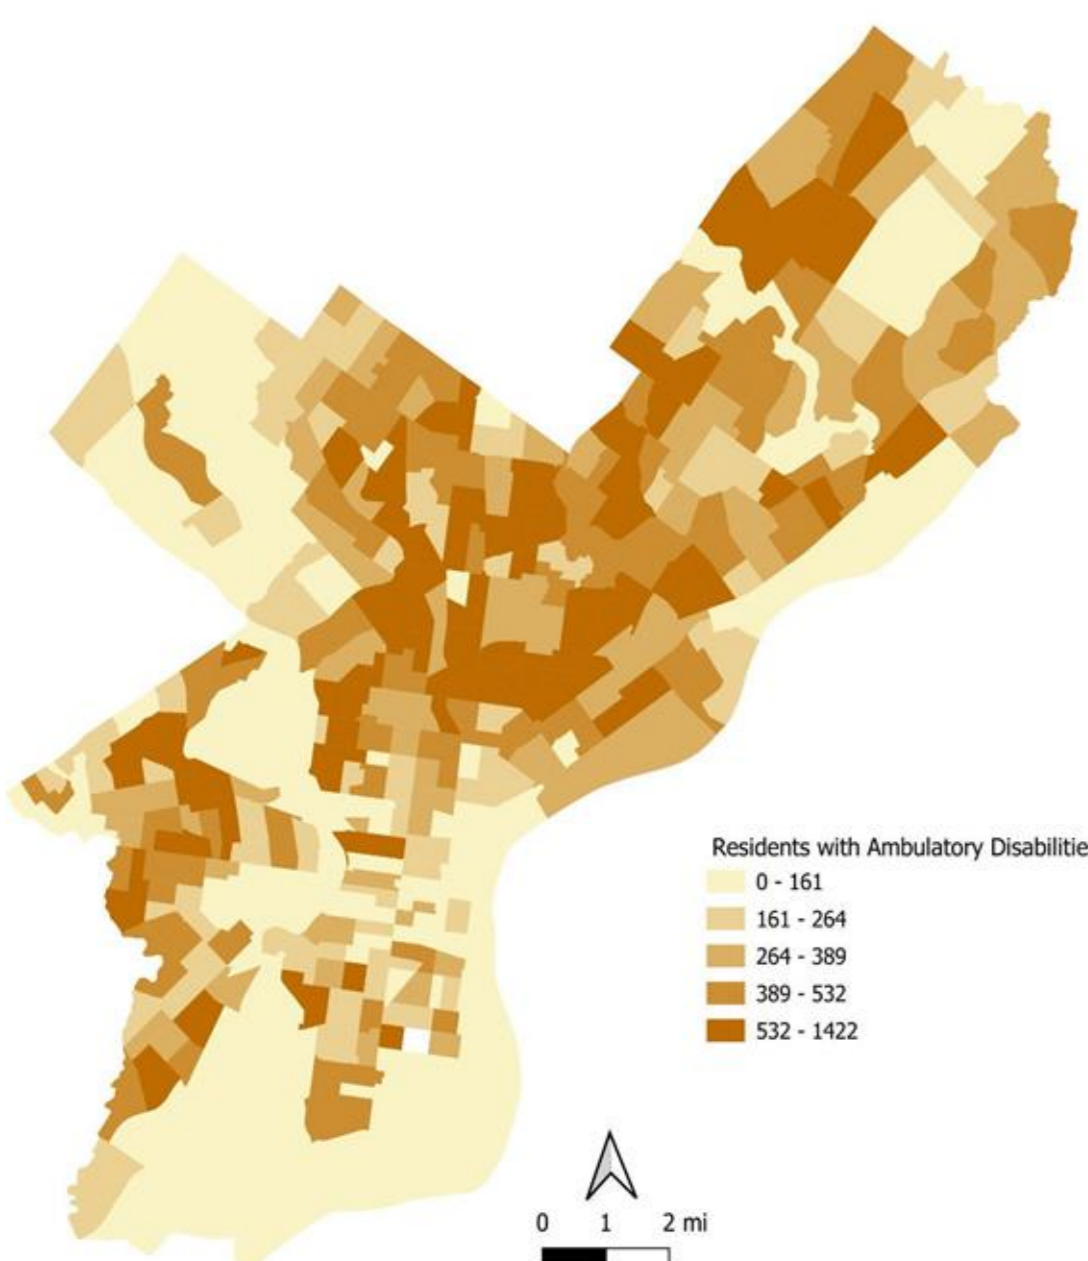 Residents with Ambulatory Disabilitie
0 - 161
161 - 264
264 - 389
389 - 532
532 - 1422
0 1 2 mi